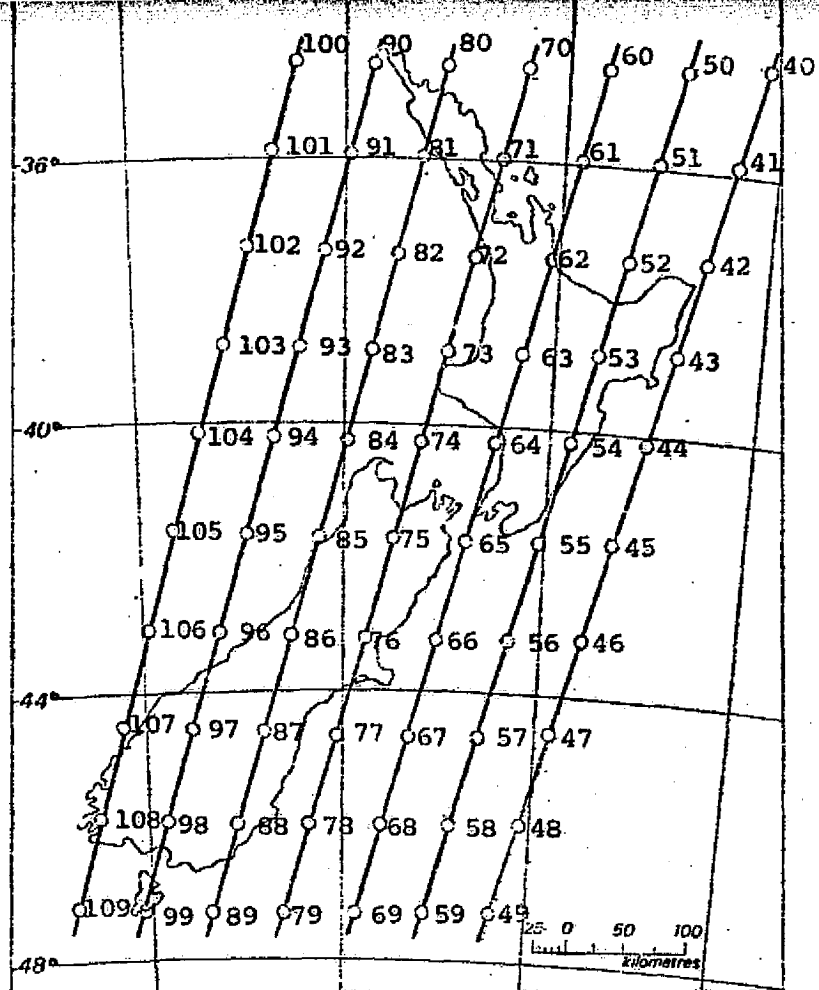 100 90 80 70 60 50 40
101 91 81 71 61 51 41
-36°
102 92 82 72 62 52 42
103 93 83 73 63 53 43
-40°
104 94 84 74 64 54 44
105 95 85 75 65 55 45
106 96 86 76 66 56 46
-44°
107 97 87 77 67 57 47
108 98 88 78 68 58 48
109 99 89 79 69 59 49
25 0 50 100
kilometres
-48°